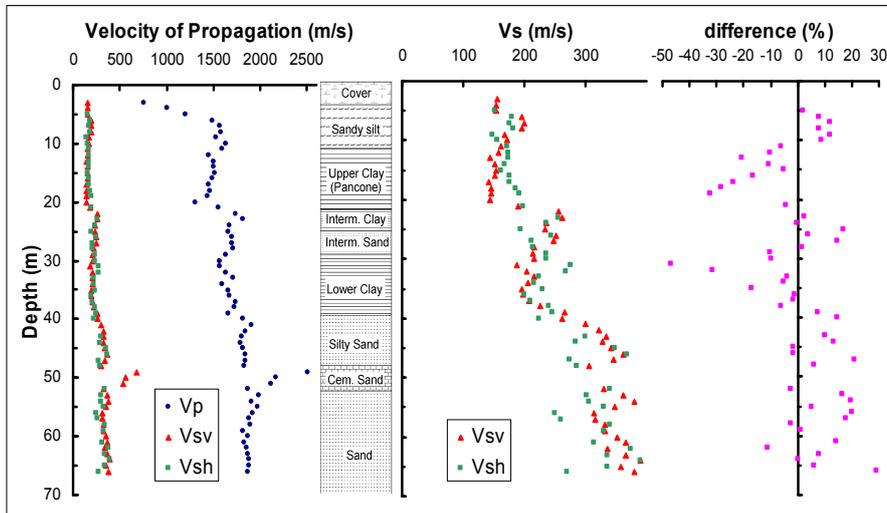 Velocity of Propagation (m/s)
0 500 1000 1500 2000 2500
Vs (m/s)
0 100 200 300
difference (%)
-50 -40 -30 -20 -10 0 10 20 30
Depth (m)
0
10
20
30
40
50
60
70
Cover
Sandy silt
Upper Clay
(Pancone)
Interm. Clay
Interm. Sand
Lower Clay
Silty Sand
Cem. Sand
Sand
Vp
Vsv
Vsh
Vsv
Vsh